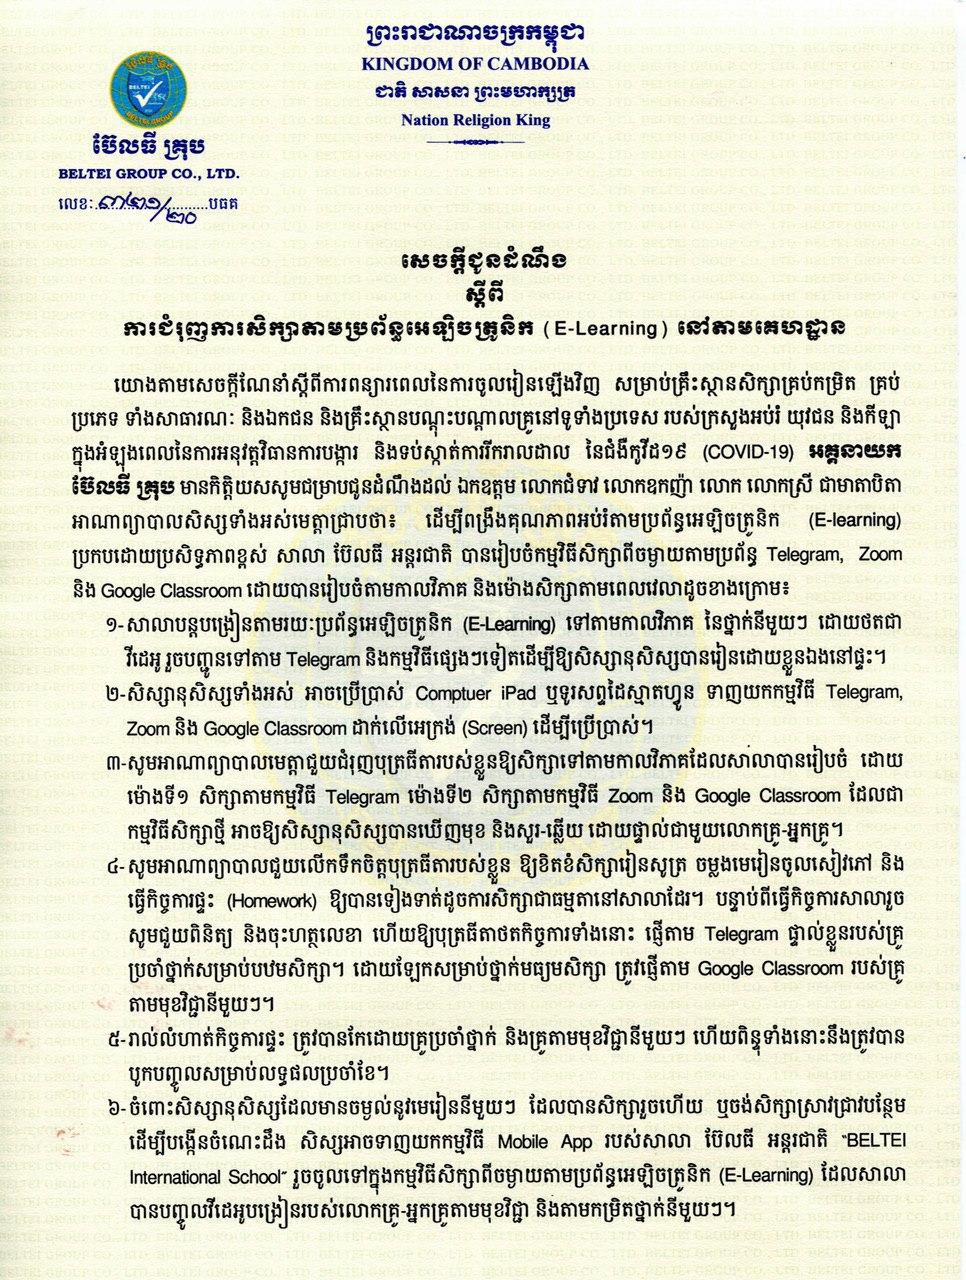 ព្រះរាជាណាចក្រកម្ពុជា
KINGDOM OF CAMBODIA
ជាតិ សាសនា ព្រះមហាក្សត្រ
Nation Religion King
ប៊ែលធី គ្រុប
BELTEI GROUP CO., LTD.
លេខៈ ៣២១/២០ បធគ
សេចក្តីជូនដំណឹង
ស្តីពី
ការជំរុញការសិក្សាតាមប្រព័ន្ធអេឡិចត្រូនិក (E-Learning) នៅតាមគេហដ្ឋាន
យោងតាមសេចក្តីណែនាំស្តីពីការពន្យារពេលនៃការចូលរៀនឡើងវិញ សម្រាប់គ្រឹះស្ថានសិក្សាគ្រប់កម្រិត គ្រប់
ប្រភេទ ទាំងសាធារណៈ និងឯកជន និងគ្រឹះស្ថានបណ្តុះបណ្តាលគ្រូនៅទូទាំងប្រទេស របស់ក្រសួងអប់រំ យុវជន និងកីឡា
ក្នុងអំឡុងពេលនៃការអនុវត្តវិធានការបង្ការ និងទប់ស្កាត់ការរីករាលដាល នៃជំងឺកូវីដ១៩ (COVID-19) អគ្គនាយក
ប៊ែលធី គ្រុប មានកិត្តិយសសូមជម្រាបជូនដំណឹងដល់ ឯកឧត្តម លោកជំទាវ លោកឧកញ៉ា លោក លោកស្រី ជាមាតាបិតា
អាណាព្យាបាលសិស្សទាំងអស់មេត្តាជ្រាបថា៖ ដើម្បីពង្រឹងគុណភាពអប់រំតាមប្រព័ន្ធអេឡិចត្រូនិក (E-learning)
ប្រកបដោយប្រសិទ្ធភាពខ្ពស់ សាលា ប៊ែលធី អន្តរជាតិ បានរៀបចំកម្មវិធីសិក្សាពីចម្ងាយតាមប្រព័ន្ធ Telegram, Zoom
និង Google Classroom ដោយបានរៀបចំតាមកាលវិភាគ និងម៉ោងសិក្សាតាមពេលវេលាដូចខាងក្រោម៖
១-សាលាបន្តបង្រៀនតាមរយៈប្រព័ន្ធអេឡិចត្រូនិក (E-Learning) ទៅតាមកាលវិភាគ នៃថ្នាក់នីមួយៗ ដោយថតជា
វីដេអូ រួចបញ្ជូនទៅតាម Telegram និងកម្មវិធីផ្សេងៗទៀតដើម្បីឱ្យសិស្សានុសិស្សបានរៀនដោយខ្លួនឯងនៅផ្ទះ។
២-សិស្សានុសិស្សទាំងអស់ អាចប្រើប្រាស់ Comptuer iPad ឬទូរសព្ទដៃស្មាតហ្វូន ទាញយកកម្មវិធី Telegram,
Zoom និង Google Classroom ដាក់លើអេក្រង់ (Screen) ដើម្បីប្រើប្រាស់។
៣-សូមអាណាព្យាបាលមេត្តាជួយជំរុញបុត្រធីតារបស់ខ្លួនឱ្យសិក្សាទៅតាមកាលវិភាគដែលសាលាបានរៀបចំ ដោយ
ម៉ោងទី១ សិក្សាតាមកម្មវិធី Telegram ម៉ោងទី២ សិក្សាតាមកម្មវិធី Zoom និង Google Classroom ដែលជា
កម្មវិធីសិក្សាថ្មី អាចឱ្យសិស្សានុសិស្សបានឃើញមុខ និងសួរ-ឆ្លើយ ដោយផ្ទាល់ជាមួយលោកគ្រូ-អ្នកគ្រូ។
៤-សូមអាណាព្យាបាលជួយលើកទឹកចិត្តបុត្រធីតារបស់ខ្លួន ឱ្យខិតខំសិក្សារៀនសូត្រ ចម្លងមេរៀនចូលសៀវភៅ និង
ធ្វើកិច្ចការផ្ទះ (Homework) ឱ្យបានទៀងទាត់ដូចការសិក្សាជាធម្មតានៅសាលាដែរ។ បន្ទាប់ពីធ្វើកិច្ចការសាលារួច
សូមជួយពិនិត្យ និងចុះហត្ថលេខា ហើយឱ្យបុត្រធីតាថតកិច្ចការទាំងនោះ ផ្ញើតាម Telegram ផ្ទាល់ខ្លួនរបស់គ្រូ
ប្រចាំថ្នាក់សម្រាប់បឋមសិក្សា។ ដោយឡែកសម្រាប់ថ្នាក់មធ្យមសិក្សា ត្រូវផ្ញើតាម Google Classroom របស់គ្រូ
តាមមុខវិជ្ជានីមួយៗ។
៥-រាល់លំហាត់កិច្ចការផ្ទះ ត្រូវបានកែដោយគ្រូប្រចាំថ្នាក់ និងគ្រូតាមមុខវិជ្ជានីមួយៗ ហើយពិន្ទុទាំងនោះនឹងត្រូវបាន
បូកបញ្ចូលសម្រាប់លទ្ធផលប្រចាំខែ។
៦-ចំពោះសិស្សានុសិស្សដែលមានចម្ងល់នូវមេរៀននីមួយៗ ដែលបានសិក្សារួចហើយ ឬចង់សិក្សាស្រាវជ្រាវបន្ថែម
ដើម្បីបង្កើនចំណេះដឹង សិស្សអាចទាញយកកម្មវិធី Mobile App របស់សាលា ប៊ែលធី អន្តរជាតិ "BELTEI
International School" រួចចូលទៅក្នុងកម្មវិធីសិក្សាពីចម្ងាយតាមប្រព័ន្ធអេឡិចត្រូនិក (E-Learning) ដែលសាលា
បានបញ្ចូលវីដេអូបង្រៀនរបស់លោកគ្រូ-អ្នកគ្រូតាមមុខវិជ្ជា និងតាមកម្រិតថ្នាក់នីមួយៗ។